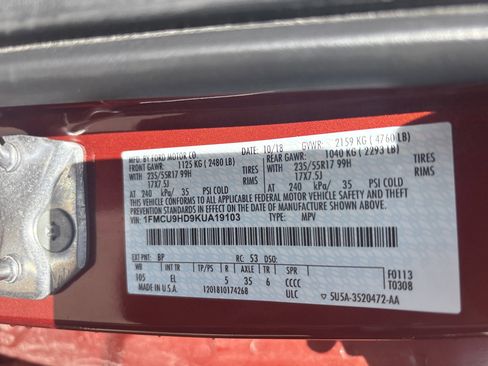 MFD. BY FORD MOTOR CO. DATE: 10/18 GVWR: 2159 KG ( 4760LB)
FRONT GAWR: 1125 KG ( 2480 LB) REAR GAWR: 1040 KG ( 2293 LB)
WITH 235/55R17 99H TIRES WITH 235/55R17 99H TIRES
17X7.5J RIMS 17X7.5J RIMS
AT 240 kPa/ 35 PSI COLD AT 240 kPa/ 35 PSI COLD
THIS VEHICLE CONFORMS TO ALL APPLICABLE FEDERAL MOTOR VEHICLE SAFETY AND
THEFT PREVENTION STANDARDS IN EFFECT ON THE DATE OF MANUFACTURE SHOWN ABOVE.
VIN: 1FMCU9HD9KUA19103 TYPE: MPV
EXT PNT: BP RC: 53 DSO:
WB INT TR TP/PS R AXLE TR SPR F0113
905 EL 5 35 6 CCCC T0308
MADE IN U.S.A. 1201810174268 ULC 5U5A-3520472-AA